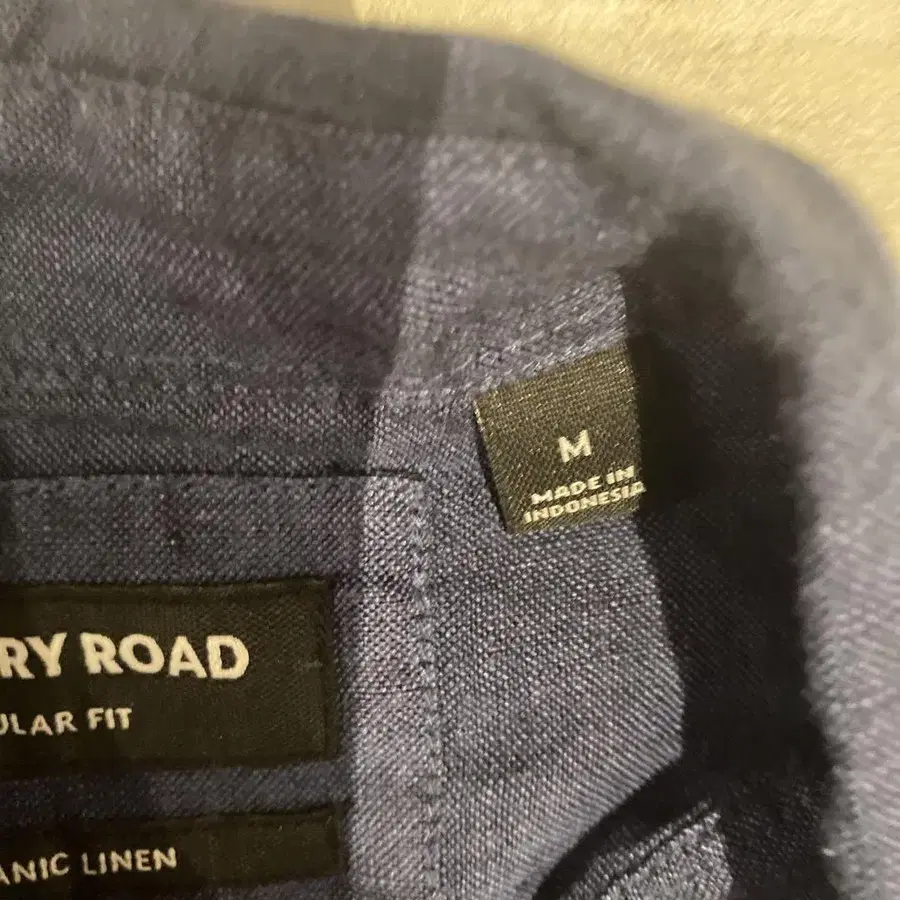 M
MADE IN
INDONESIA
RY ROAD
ULAR FIT
ANIC LINEN